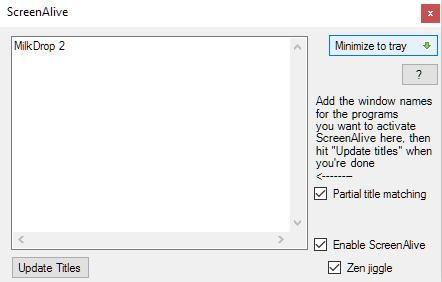 ScreenAlive
MilkDrop 2
Minimize to tray
?
Add the window names
for the programs
you want to activate
ScreenAlive here, then
hit "Update titles" when
you're done
<-------
Partial title matching
Enable ScreenAlive
Zen jiggle
Update Titles